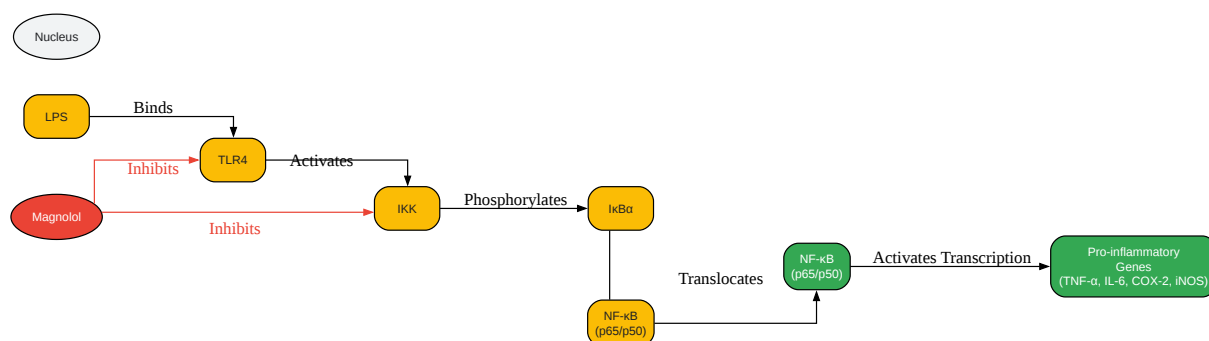 Nucleus
LPS
Binds
TLR4
Activates
Inhibits
Magnolol
Inhibits
IKK
Phosphorylates
IκBα
NF-κB
(p65/p50)
Translocates
NF-κB
(p65/p50)
Activates Transcription
Pro-inflammatory
Genes
(TNF-α, IL-6, COX-2, iNOS)